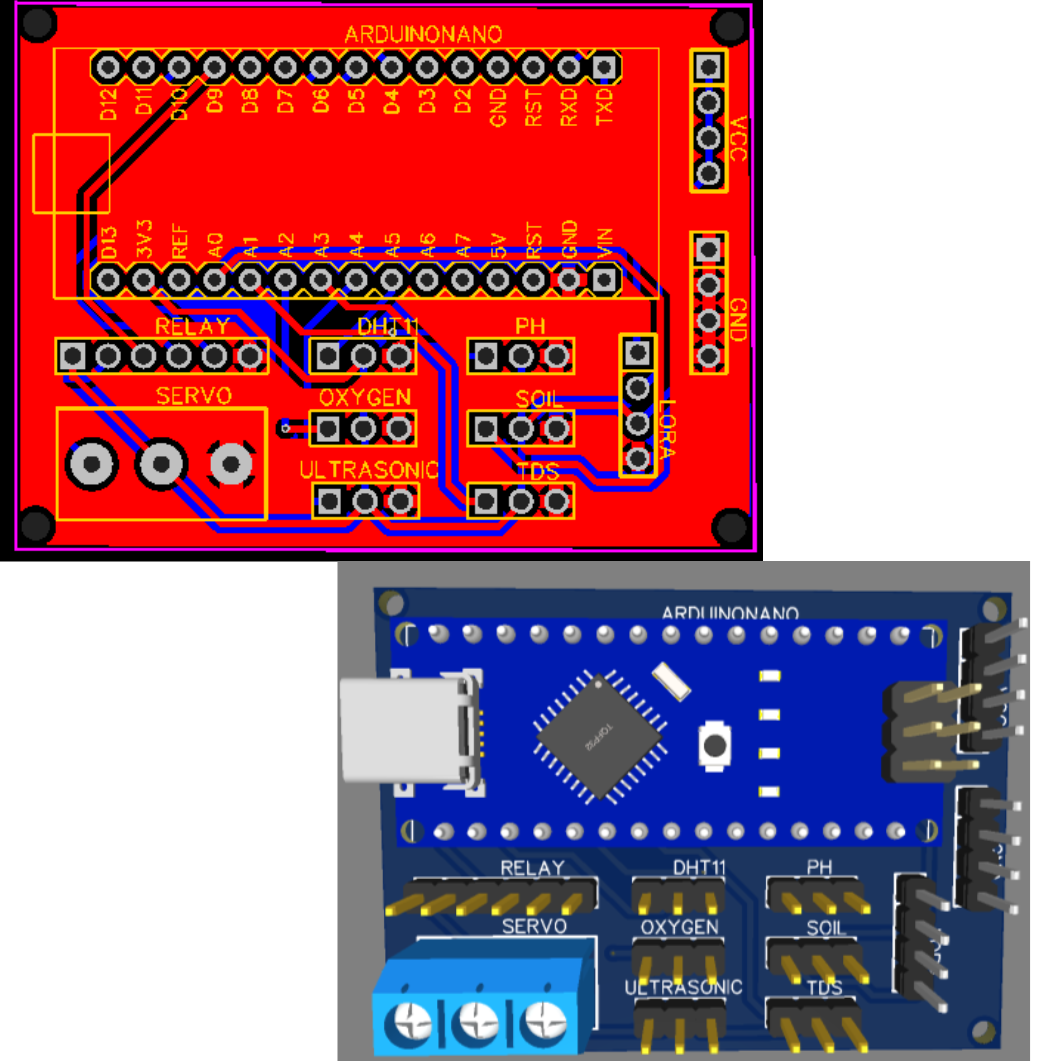 ARDUINONANO
D12 D11 D10 D9 D8 D7 D6 D5 D4 D3 D2 GND RST RXD TXD
VCC
D13 3V3 REF A0 A1 A2 A3 A4 A5 A6 A7 5V RST GND VIN
GND
RELAY DHT11 PH
SERVO OXYGEN SOIL
LORA
ULTRASONIC TDS
ARDUINONANO
RELAY DHT11 PH
SERVO OXYGEN SOIL
ULTRASONIC TDS